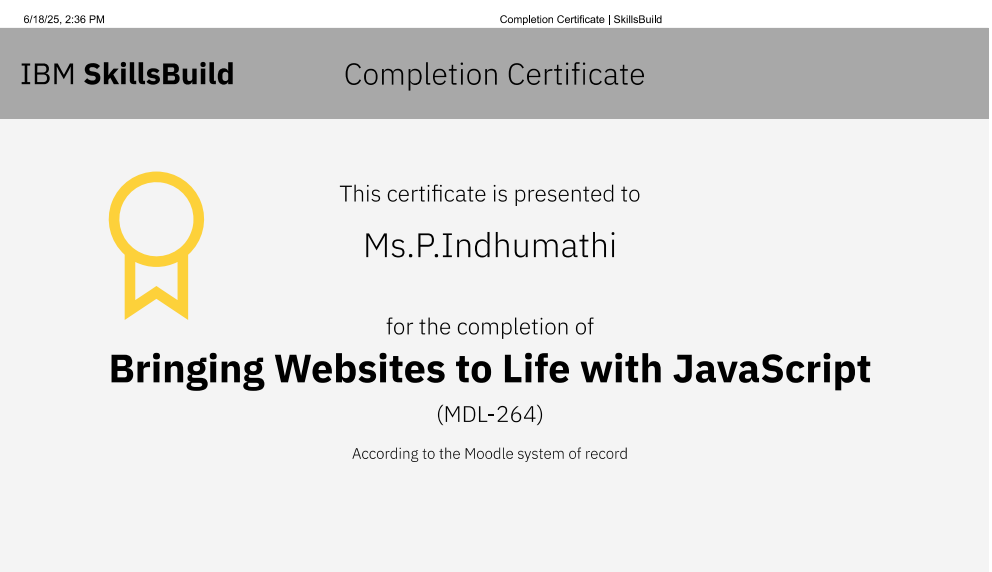 6/18/25, 2:36 PM Completion Certificate | SkillsBuild
IBM SkillsBuild Completion Certificate
This certificate is presented to
Ms.P.Indhumathi
for the completion of
Bringing Websites to Life with JavaScript
(MDL-264)
According to the Moodle system of record